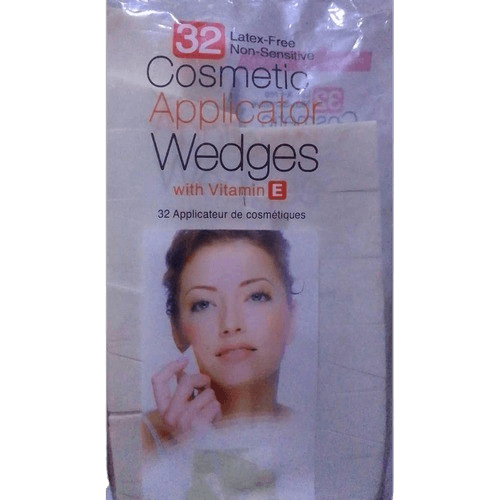 32 Latex-Free
Non-Sensitive
Cosmetic
Applicator
Wedges
with Vitamin E
32 Applicateur de cosmétiques